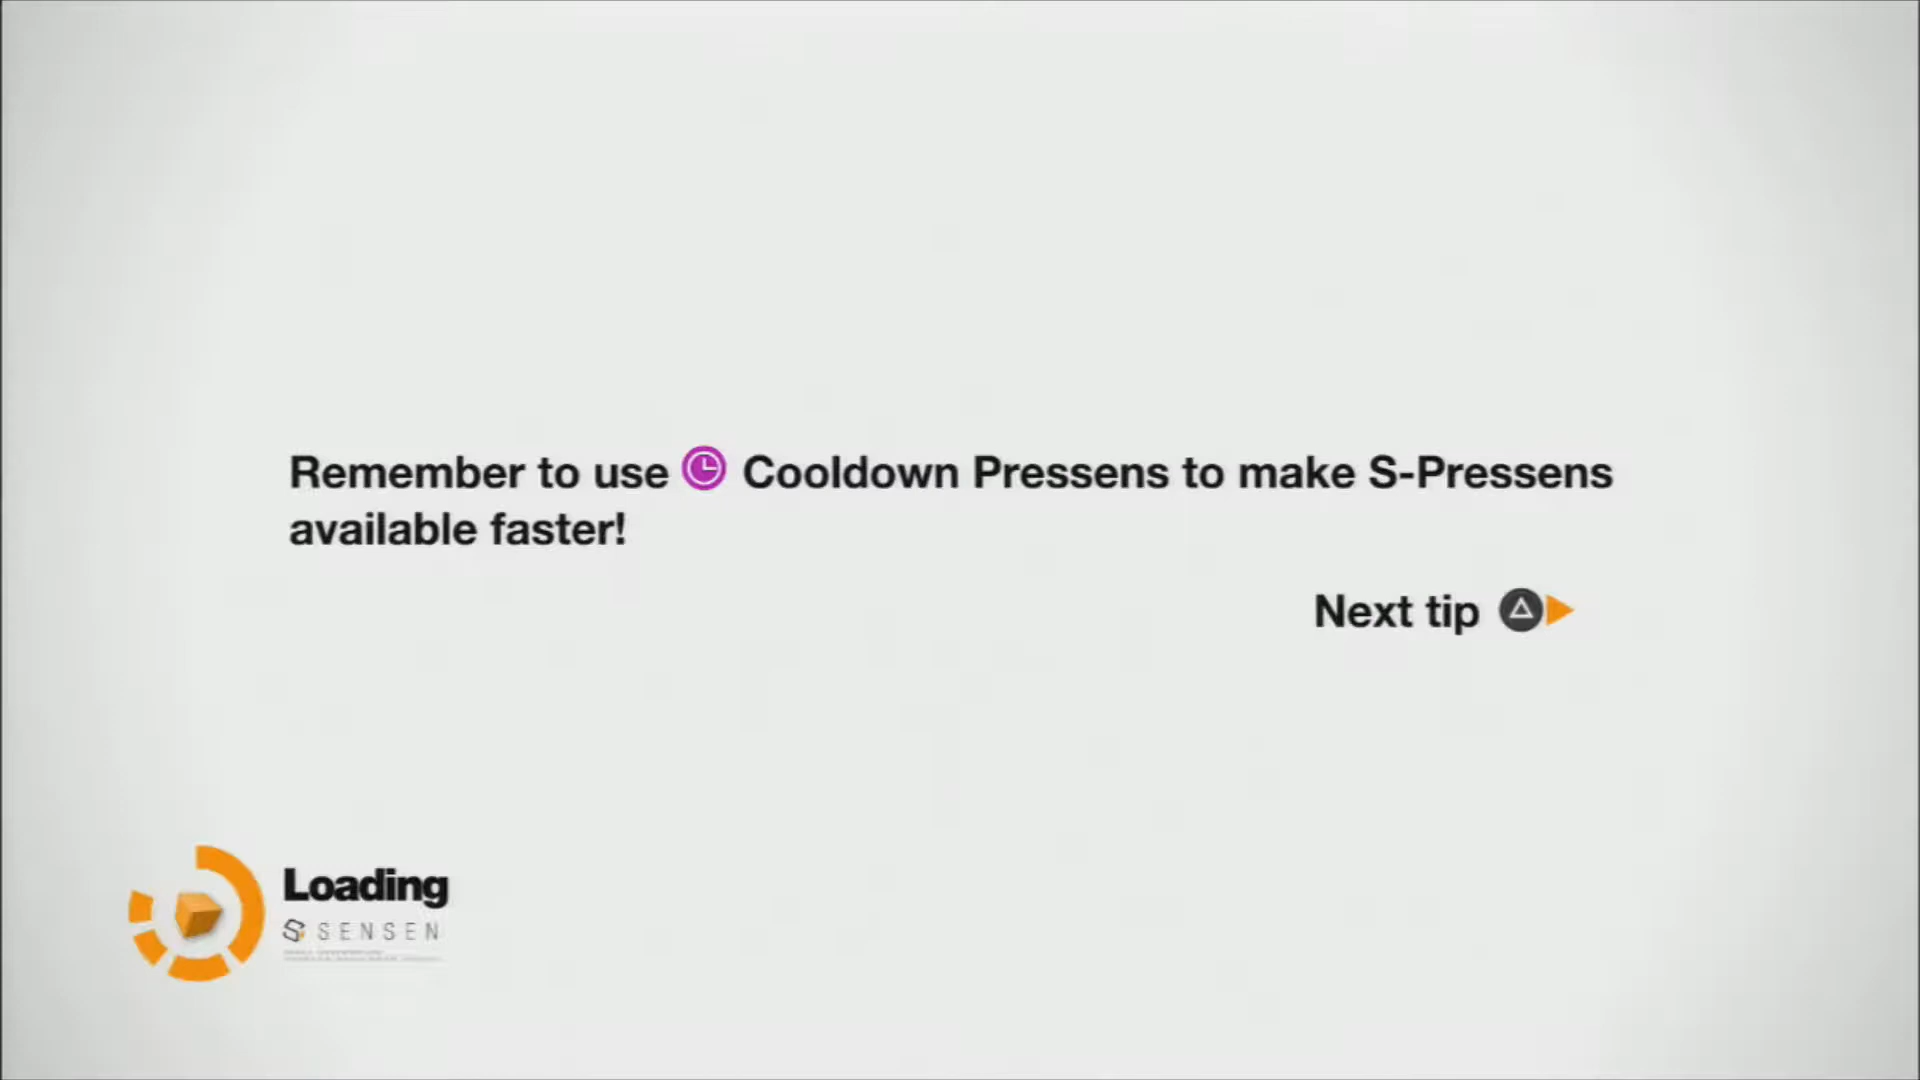 Remember to use Cooldown Pressens to make S-Pressens
available faster!
Next tip
Loading
SENSEN